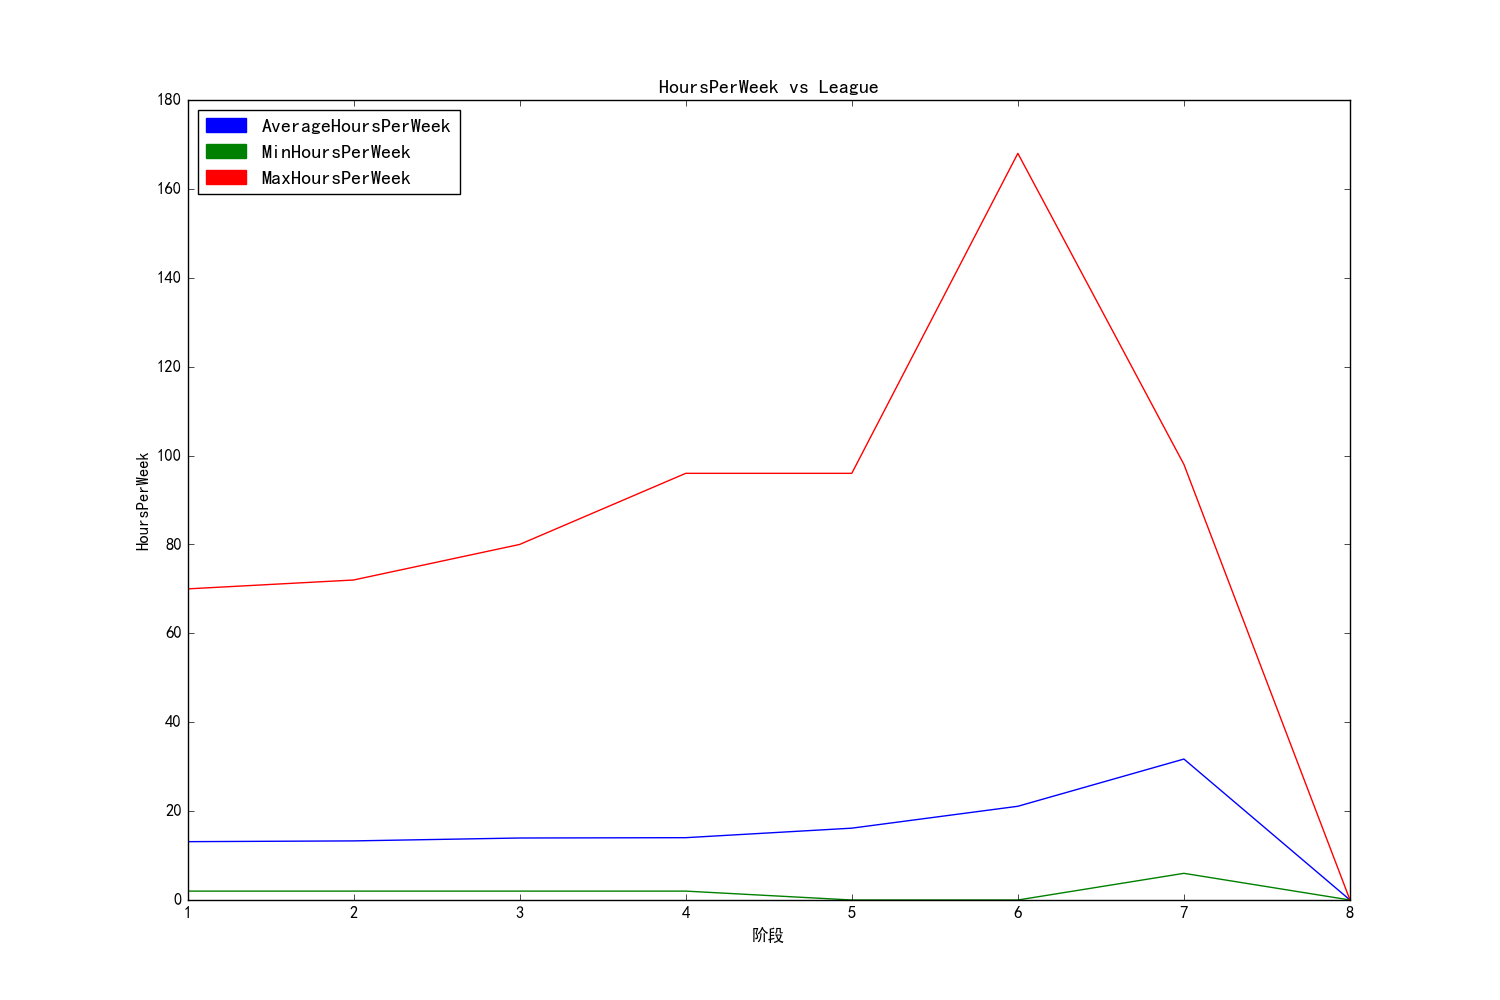 HoursPerWeek vs League
AverageHoursPerWeek
MinHoursPerWeek
MaxHoursPerWeek
180
160
140
120
100
80
60
40
20
0
HoursPerWeek
1 2 3 4 5 6 7 8
阶段